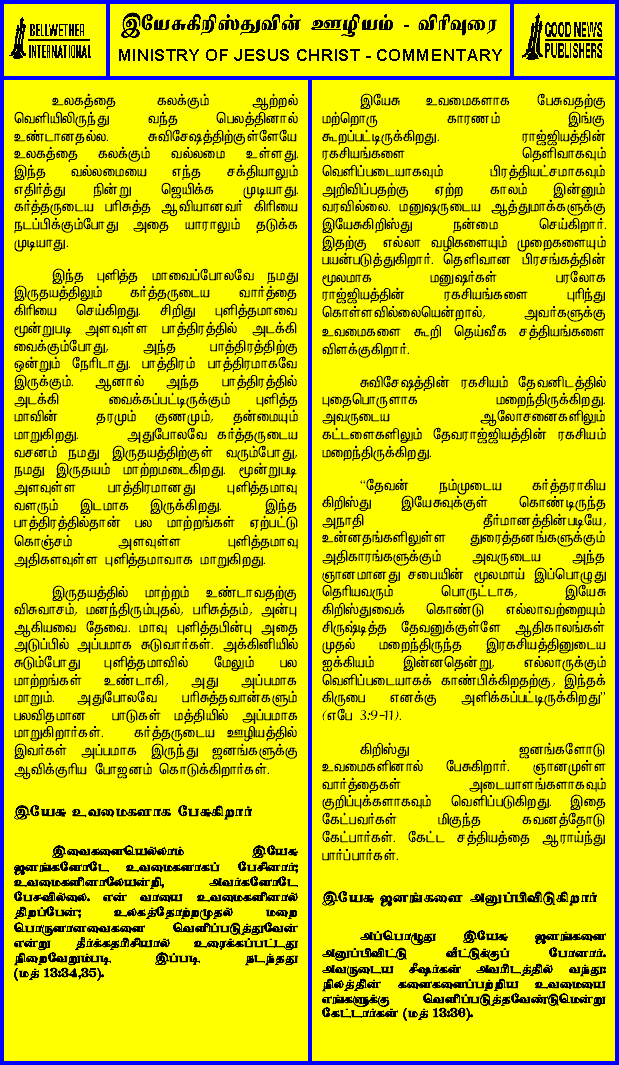 BELLWETHER
INTERNATIONAL
இயேசுகிறிஸ்துவின் ஊழியம் - விரிவுரை
MINISTRY OF JESUS CHRIST - COMMENTARY
GOOD NEWS
PUBLISHERS
உலகத்தை கலக்கும் ஆற்றல்
வெளியிலிருந்து வந்த பெலத்தினால்
உண்டானதல்ல. சுவிசேஷத்திற்குள்ளேயே
உலகத்தை கலக்கும் வல்லமை உள்ளது.
இந்த வல்லமையை எந்த சக்தியாலும்
எதிர்த்து நின்று ஜெயிக்க முடியாது.
கர்த்தருடைய பரிசுத்த ஆவியானவர் கிரியை
நடப்பிக்கும்போது அதை யாராலும் தடுக்க
முடியாது.
இந்த புளித்த மாவைப்போலவே நமது
இருதயத்திலும் கர்த்தருடைய வார்த்தை
கிரியை செய்கிறது. சிறிது புளித்தமாவை
மூன்றுபடி அளவுள்ள பாத்திரத்தில் அடக்கி
வைக்கும்போது, அந்த பாத்திரத்திற்கு
ஒன்றும் நேரிடாது. பாத்திரம் பாத்திரமாகவே
இருக்கும். ஆனால் அந்த பாத்திரத்தில்
அடக்கி வைக்கப்பட்டிருக்கும் புளித்த
மாவின் தரமும் குணமும், தன்மையும்
மாறுகிறது. அதுபோலவே கர்த்தருடைய
வசனம் நமது இருதயத்திற்குள் வரும்போது,
நமது இருதயம் மாற்றமடைகிறது. மூன்றுபடி
அளவுள்ள பாத்திரமானது புளித்தமாவு
வளரும் இடமாக இருக்கிறது. இந்த
பாத்திரத்தில்தான் பல மாற்றங்கள் ஏற்பட்டு
கொஞ்சம் அளவுள்ள புளித்தமாவு
அதிகளவுள்ள புளித்தமாவாக மாறுகிறது.
இருதயத்தில் மாற்றம் உண்டாவதற்கு
விசுவாசம், மனந்திரும்புதல், பரிசுத்தம், அன்பு
ஆகியவை தேவை. மாவு புளித்தபின்பு அதை
அடுப்பில் அப்பமாக சுடுவார்கள். அக்கினியில்
சுடும்போது புளித்தமாவில் மேலும் பல
மாற்றங்கள் உண்டாகி, அது அப்பமாக
மாறும். அதுபோலவே பரிசுத்தவான்களும்
பலவிதமான பாடுகள் மத்தியில் அப்பமாக
மாறுகிறார்கள். கர்த்தருடைய ஊழியத்தில்
இவர்கள் அப்பமாக இருந்து ஜனங்களுக்கு
ஆவிக்குரிய போஜனம் கொடுக்கிறார்கள்.
இயேசு உவமைகளாக பேசுகிறார்
இவைகளையெல்லாம் இயேசு
ஜனங்களோடே உவமைகளாகப் பேசினார்;
உவமைகளினாலேயன்றி, அவர்களோடே
பேசவில்லை. என் வாயை உவமைகளினால்
திறப்பேன்; உலகத்தோற்றமுதல் மறை
பொருளானவைகளை வெளிப்படுத்துவேன்
என்று தீர்க்கதரிசியால் உரைக்கப்பட்டது
நிறைவேறும்படி இப்படி நடந்தது
(மத் 13:34,35).
இயேசு உவமைகளாக பேசுவதற்கு
மற்றொரு காரணம் இங்கு
கூறப்பட்டிருக்கிறது. ராஜ்ஜியத்தின்
ரகசியங்களை தெளிவாகவும்
வெளிப்படையாகவும் பிரத்தியட்சமாகவும்
அறிவிப்பதற்கு ஏற்ற காலம் இன்னும்
வரவில்லை. மனுஷருடைய ஆத்துமாக்களுக்கு
இயேசுகிறிஸ்து நன்மை செய்கிறார்.
இதற்கு எல்லா வழிகளையும் முறைகளையும்
பயன்படுத்துகிறார். தெளிவான பிரசங்கத்தின்
மூலமாக மனுஷர்கள் பரலோக
ராஜ்ஜியத்தின் ரகசியங்களை புரிந்து
கொள்ளவில்லையென்றால், அவர்களுக்கு
உவமைகளை கூறி தெய்வீக சத்தியங்களை
விளக்குகிறார்.
சுவிசேஷத்தின் ரகசியம் தேவனிடத்தில்
புதைபொருளாக மறைந்திருக்கிறது.
அவருடைய ஆலோசனைகளிலும்
கட்டளைகளிலும் தேவராஜ்ஜியத்தின் ரகசியம்
மறைந்திருக்கிறது.
"தேவன் நம்முடைய கர்த்தராகிய
கிறிஸ்து இயேசுவுக்குள் கொண்டிருந்த
அநாதி தீர்மானத்தின்படியே,
உன்னதங்களிலுள்ள துரைத்தனங்களுக்கும்
அதிகாரங்களுக்கும் அவருடைய அந்த
ஞானமானது சபையின் மூலமாய் இப்பொழுது
தெரியவரும் பொருட்டாக, இயேசு
கிறிஸ்துவைக் கொண்டு எல்லாவற்றையும்
சிருஷ்டித்த தேவனுக்குள்ளே ஆதிகாலங்கள்
முதல் மறைந்திருந்த இரகசியத்தினுடைய
ஐக்கியம் இன்னதென்று, எல்லாருக்கும்
வெளிப்படையாகக் காண்பிக்கிறதற்கு, இந்தக்
கிருபை எனக்கு அளிக்கப்பட்டிருக்கிறது"
(எபே 3:9-11).
கிறிஸ்து ஜனங்களோடு
உவமைகளினால் பேசுகிறார். ஞானமுள்ள
வார்த்தைகள் அடையாளங்களாகவும்
குறிப்புக்களாகவும் வெளிப்படுகிறது. இதை
கேட்பவர்கள் மிகுந்த கவனத்தோடு
கேட்பார்கள். கேட்ட சத்தியத்தை ஆராய்ந்து
பார்ப்பார்கள்.
இயேசு ஜனங்களை அனுப்பிவிடுகிறார்
அப்பொழுது இயேசு ஜனங்களை
அனுப்பிவிட்டு வீட்டுக்குப் போனார்.
அவருடைய சீஷர்கள் அவரிடத்தில் வந்து:
நிலத்தின் களைகளைப்பற்றிய உவமையை
எங்களுக்கு வெளிப்படுத்தவேண்டுமென்று
கேட்டார்கள் (மத் 13:36).